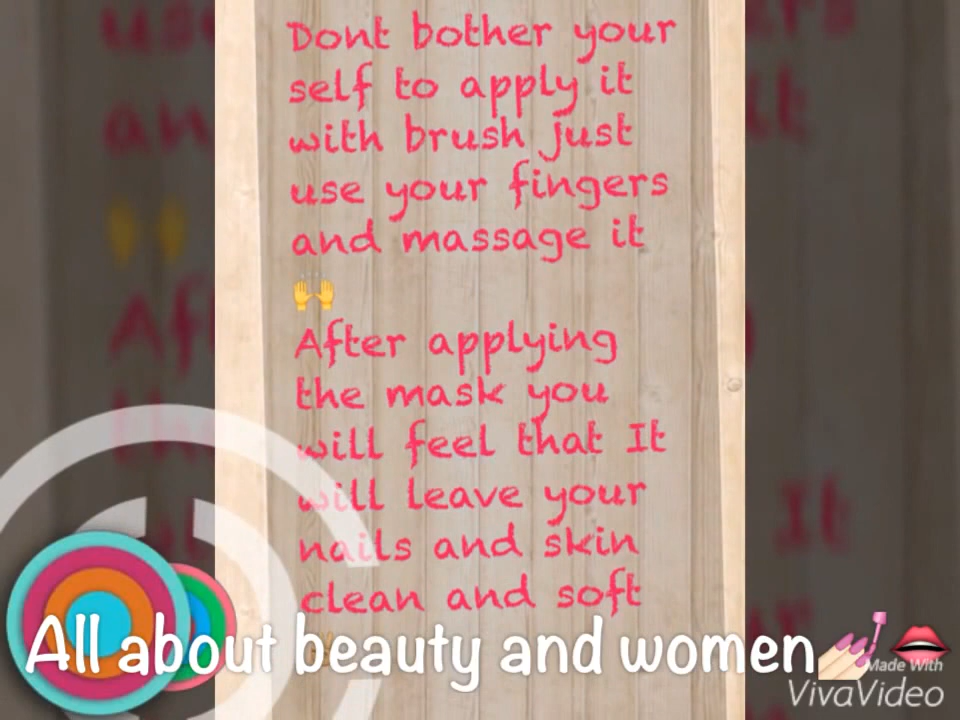 Dont bother your
self to apply it
with brush just
use your fingers
and massage it
🙌
After applying
the mask you
will feel that It
will leave your
nails and skin
clean and soft
All about beauty and women💅💋
Made With
VivaVideo